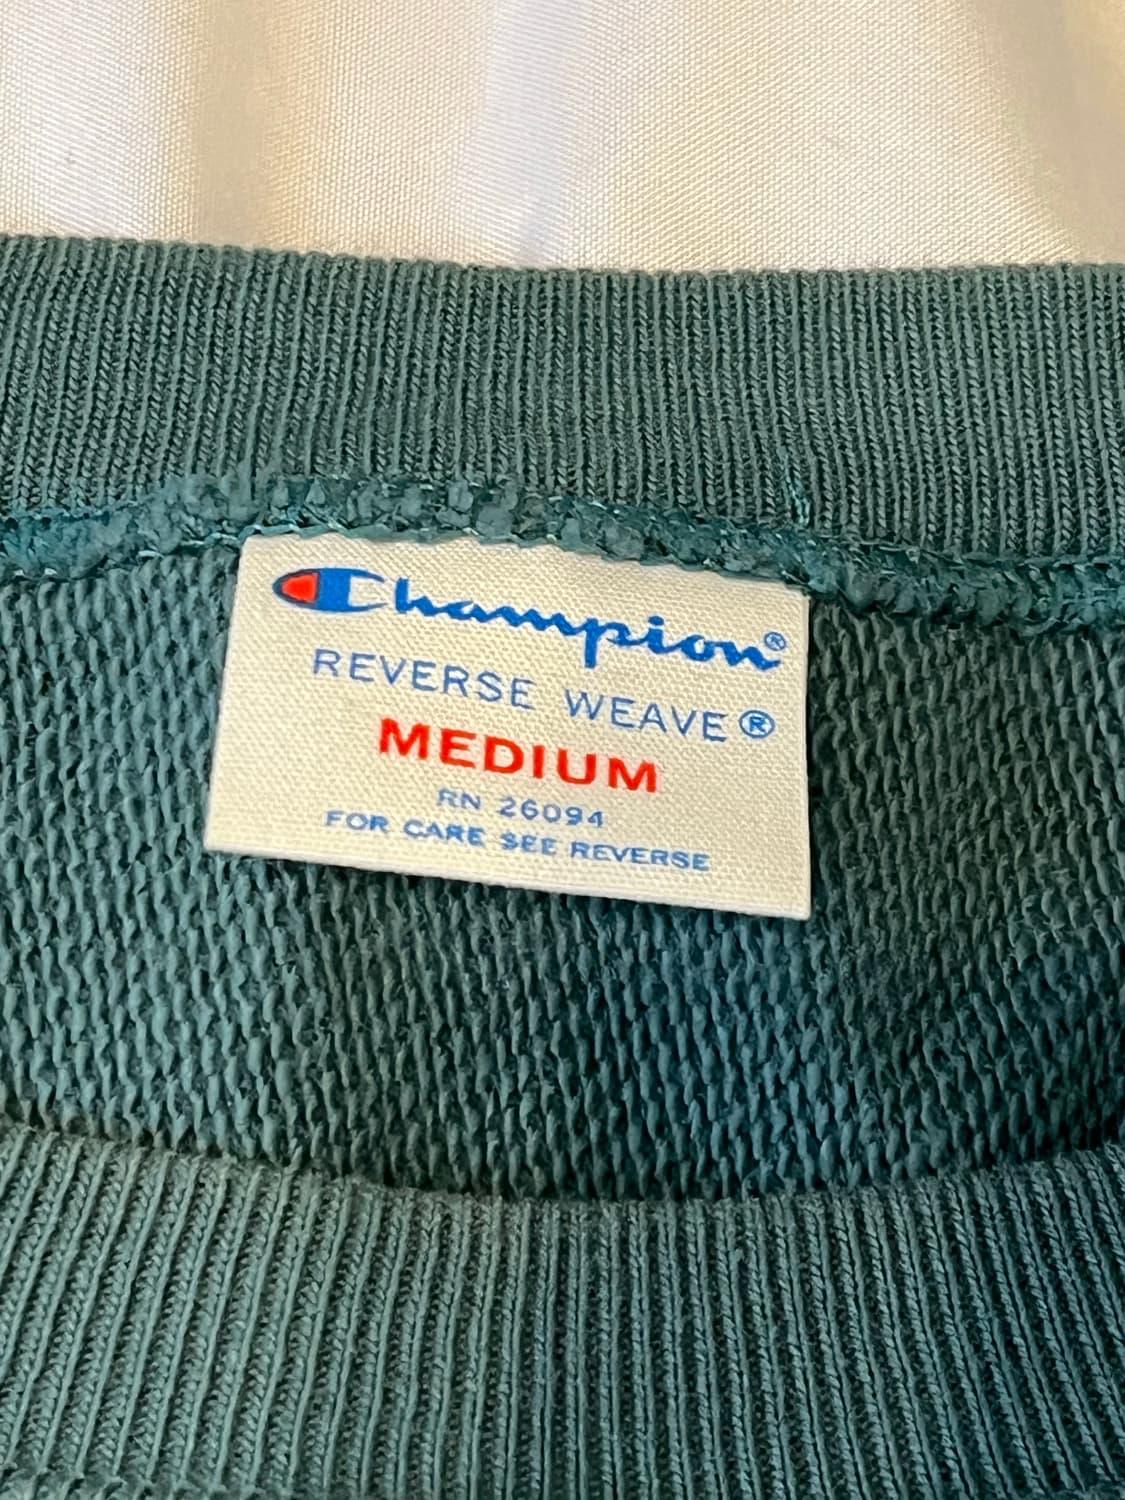 Champion®
REVERSE WEAVE®
MEDIUM
RN 26094
FOR CARE SEE REVERSE